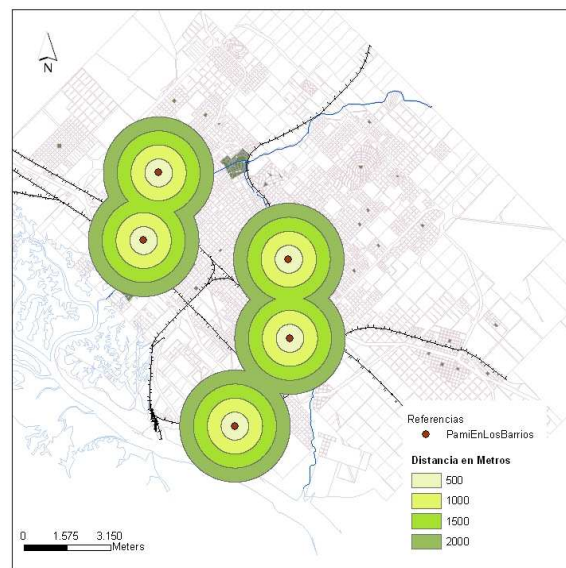 N
Referencias
PamiEnLosBarrios
Distancia en Metros
500
1000
1500
2000
0 1.575 3.150
Meters